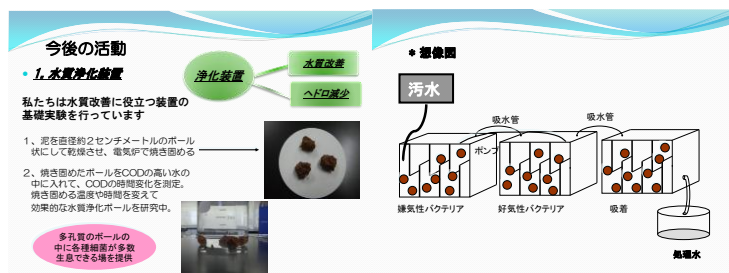 今後の活動
• 1.水質浄化装置
浄化装置
水質改善
ヘドロ減少
私たちは水質改善に役立つ装置の
基礎実験を行っています
1、泥を直径約2センチメートルのボール
状にして乾燥させ、電気炉で焼き固める
2、焼き固めたボールをCODの高い水の
中に入れて、CODの時間変化を測定。
焼き固める温度や時間を変えて
効果的な水質浄化ボールを研究中。
多孔質のボールの
中に各種細菌が多数
生息できる場を提供
* 想像図
汚水
吸水管
吸水管
ポンプ
嫌気性バクテリア
好気性バクテリア
吸着
処理水